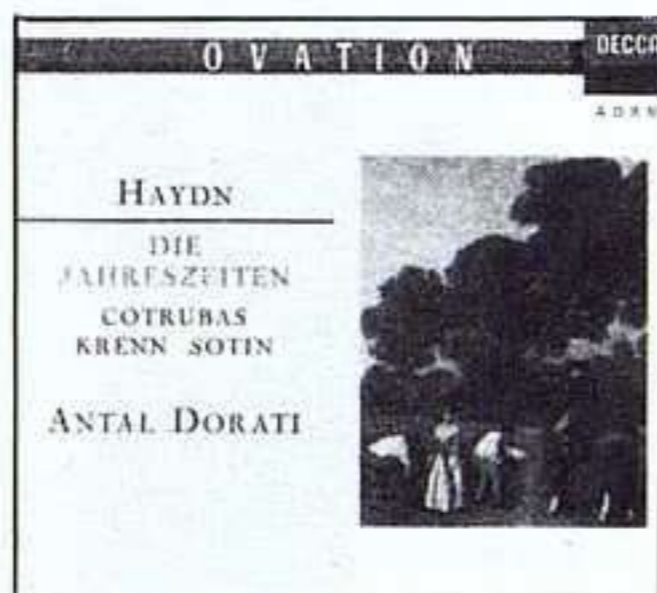 OVATION
DECCA
HAYDN
DIE
JAHRESZEITEN
COTRUBAS
KRENN SOTIN
ANTAL DORATI